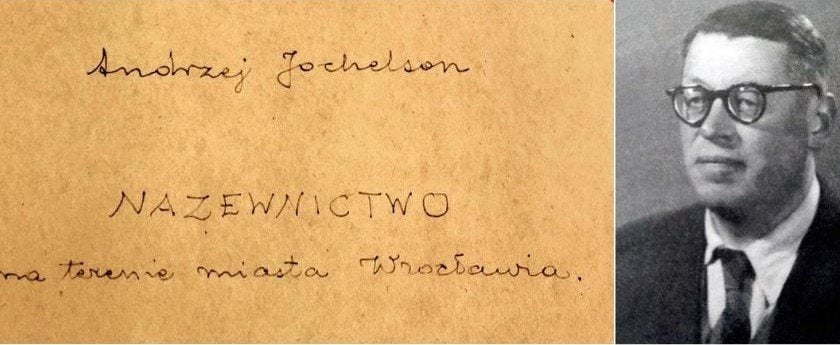 Andrzej Jochelson
NAZEWNICTWO
na terenie miasta Wrocławia.